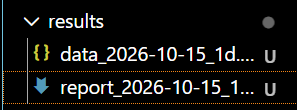 results
{} data_2026-10-15_1d.... U
report_2026-10-15_1... U